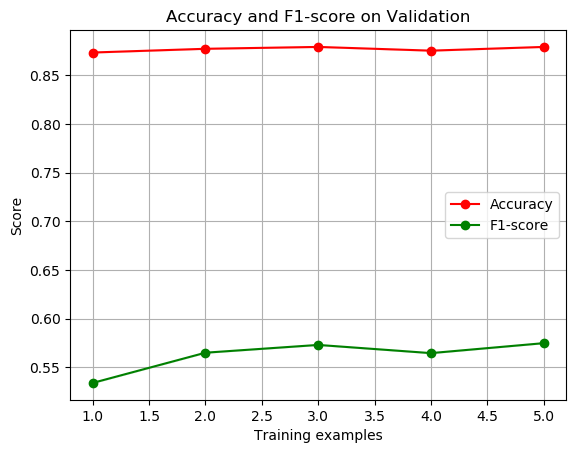 Accuracy and F1-score on Validation
0.85
0.80
0.75
0.70
0.65
0.60
0.55
Score
Accuracy
F1-score
1.0 1.5 2.0 2.5 3.0 3.5 4.0 4.5 5.0
Training examples